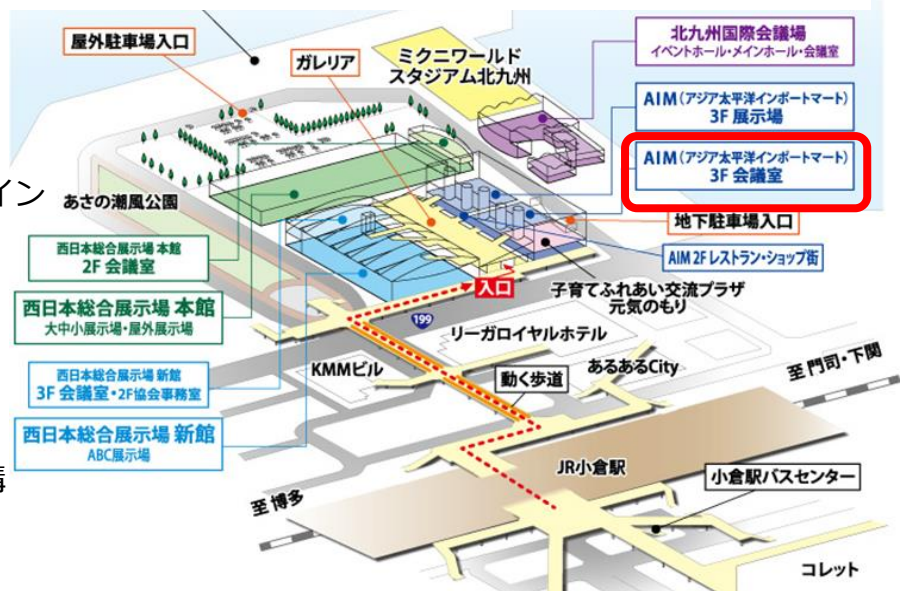 屋外駐車場入口
ガレリア
ミクニワールド
スタジアム北九州
北九州国際会議場
イベントホール・メインホール・会議室
AIM(アジア太平洋インポートマート)
3F 展示場
AIM(アジア太平洋インポートマート)
3F 会議室
イン
あさの潮風公園
地下駐車場入口
西日本総合展示場 本館
2F 会議室
AIM 2F レストラン・ショップ街
入口
子育てふれあい交流プラザ
元気のもり
西日本総合展示場 本館
大中小展示場・屋外展示場
199
リーガロイヤルホテル
KMMビル
あるあるCity
至 門司・下関
西日本総合展示場 新館
3F 会議室・2F協会事務室
動く歩道
西日本総合展示場 新館
ABC展示場
JR小倉駅
小倉駅バスセンター
至 博多
コレット